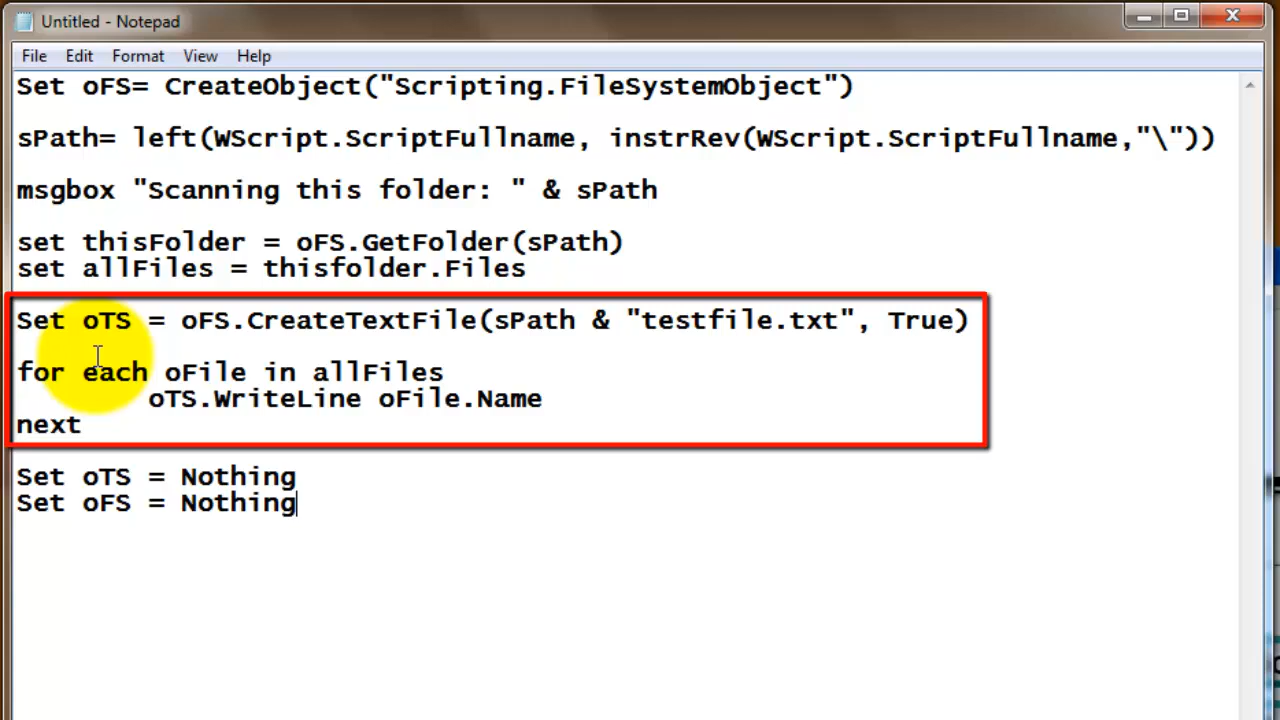 Untitled - Notepad
File Edit Format View Help
Set oFS= CreateObject("Scripting.FileSystemObject")
sPath= left(WScript.ScriptFullname, instrRev(WScript.ScriptFullname,"\"))
msgbox "Scanning this folder: " & sPath
set thisFolder = oFS.GetFolder(sPath)
set allFiles = thisfolder.Files
Set oTS = oFS.CreateTextFile(sPath & "testfile.txt", True)
for each oFile in allFiles
oTS.WriteLine oFile.Name
next
Set oTS = Nothing
Set oFS = Nothing